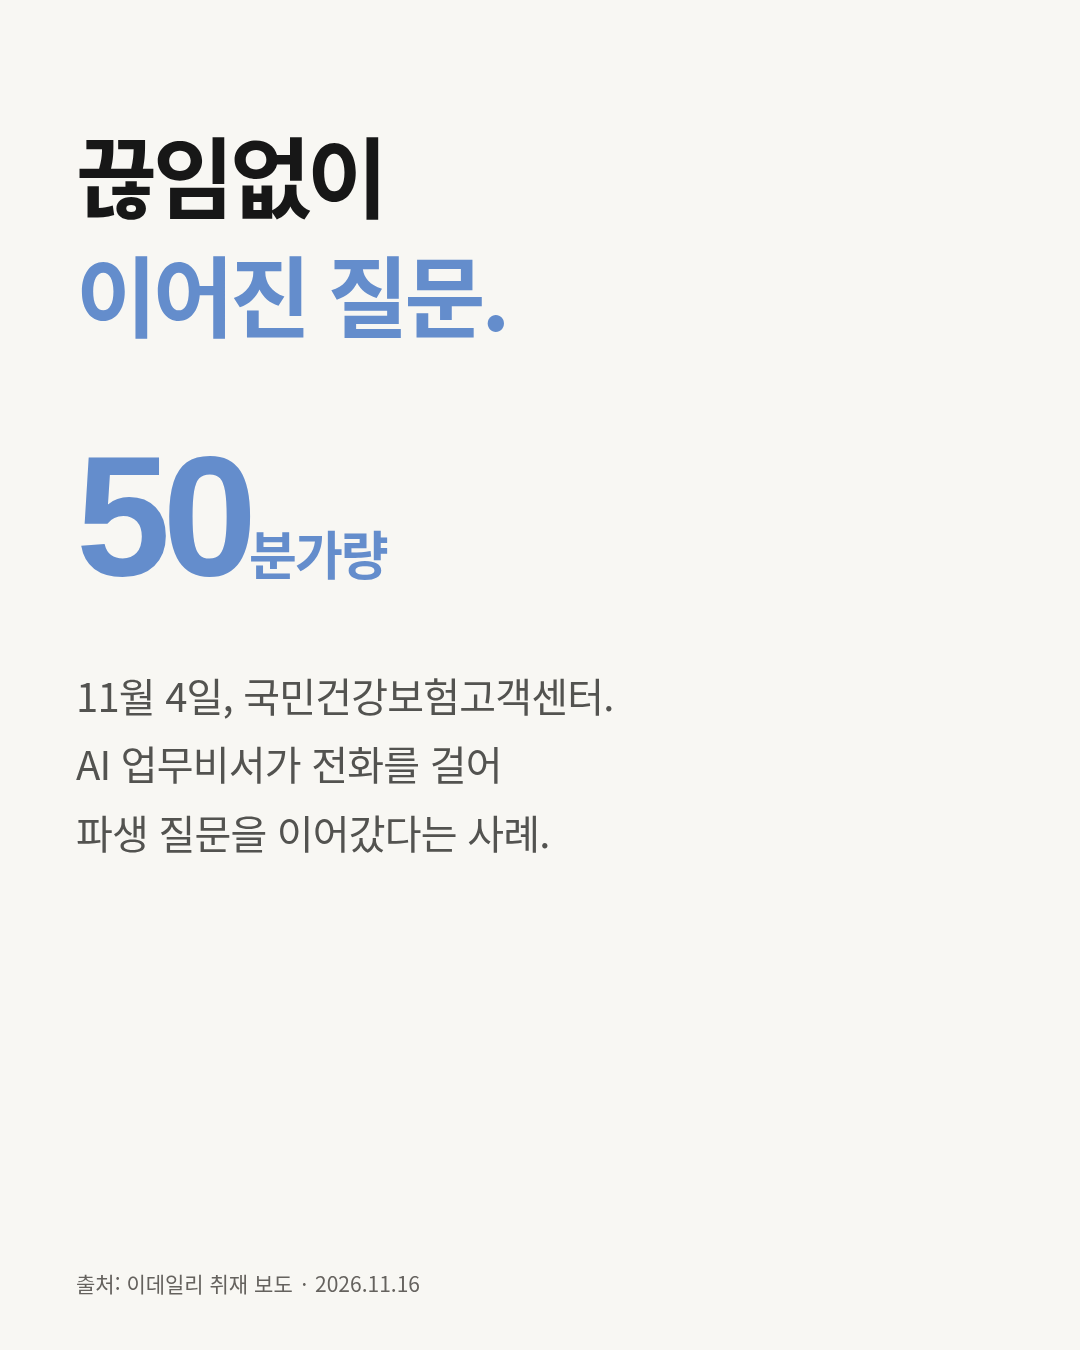 끊임없이
이어진 질문.
50분가량
11월 4일, 국민건강보험고객센터.
AI 업무비서가 전화를 걸어
파생 질문을 이어갔다는 사례.
출처: 이데일리 취재 보도 · 2026.11.16